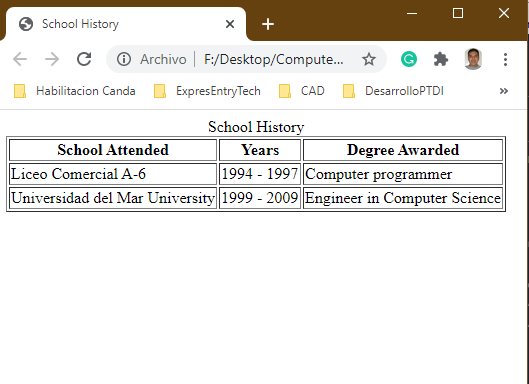 School History
Archivo F:/Desktop/Compute...
Habilitacion Canda ExpresEntryTech CAD DesarrolloPTDI
School History
School Attended Years Degree Awarded
Liceo Comercial A-6 1994 - 1997 Computer programmer
Universidad del Mar University 1999 - 2009 Engineer in Computer Science